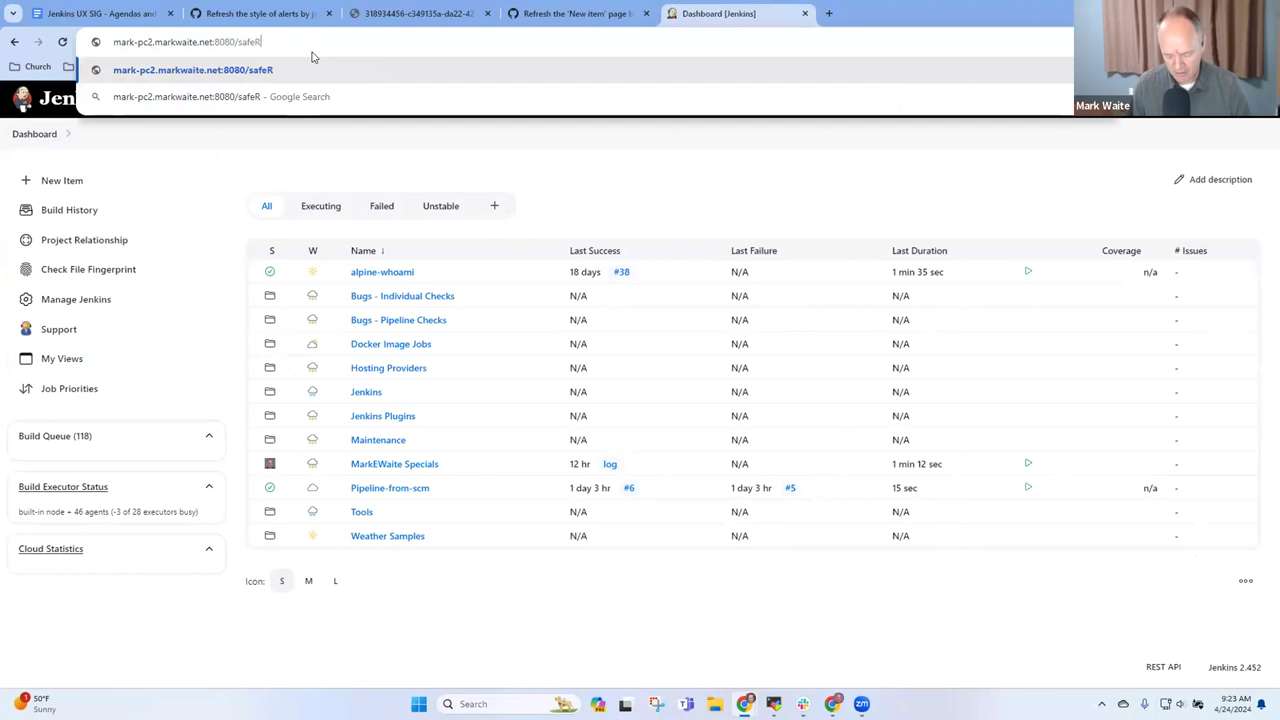 Jenkins UX SIG - Agendas and
Refresh the style of alerts by ja
318934456-c349135a-da22-42
Refresh the 'New item' page b
Dashboard [Jenkins]
mark-pc2.markwaite.net:8080/safeR
Church
mark-pc2.markwaite.net:8080/safeR
mark-pc2.markwaite.net:8080/safeR - Google Search
Mark Waite
Jen
Dashboard
New Item
Build History
Project Relationship
Check File Fingerprint
Manage Jenkins
Support
My Views
Job Priorities
Build Queue (118)
Build Executor Status
built-in node + 46 agents (-3 of 28 executors busy)
Cloud Statistics
Add description
All Executing Failed Unstable +
S W Name ↓ Last Success Last Failure Last Duration Coverage # Issues
alpine-whoami 18 days #38 N/A 1 min 35 sec n/a -
Bugs - Individual Checks N/A N/A N/A -
Bugs - Pipeline Checks N/A N/A N/A -
Docker Image Jobs N/A N/A N/A -
Hosting Providers N/A N/A N/A -
Jenkins N/A N/A N/A -
Jenkins Plugins N/A N/A N/A -
Maintenance N/A N/A N/A -
MarkEWaite Specials 12 hr log N/A 1 min 12 sec -
Pipeline-from-scm 1 day 3 hr #6 1 day 3 hr #5 15 sec n/a -
Tools N/A N/A N/A -
Weather Samples N/A N/A N/A -
Icon: S M L
REST API Jenkins 2.452
1
50°F
Sunny
Search
9:23 AM
4/24/2024